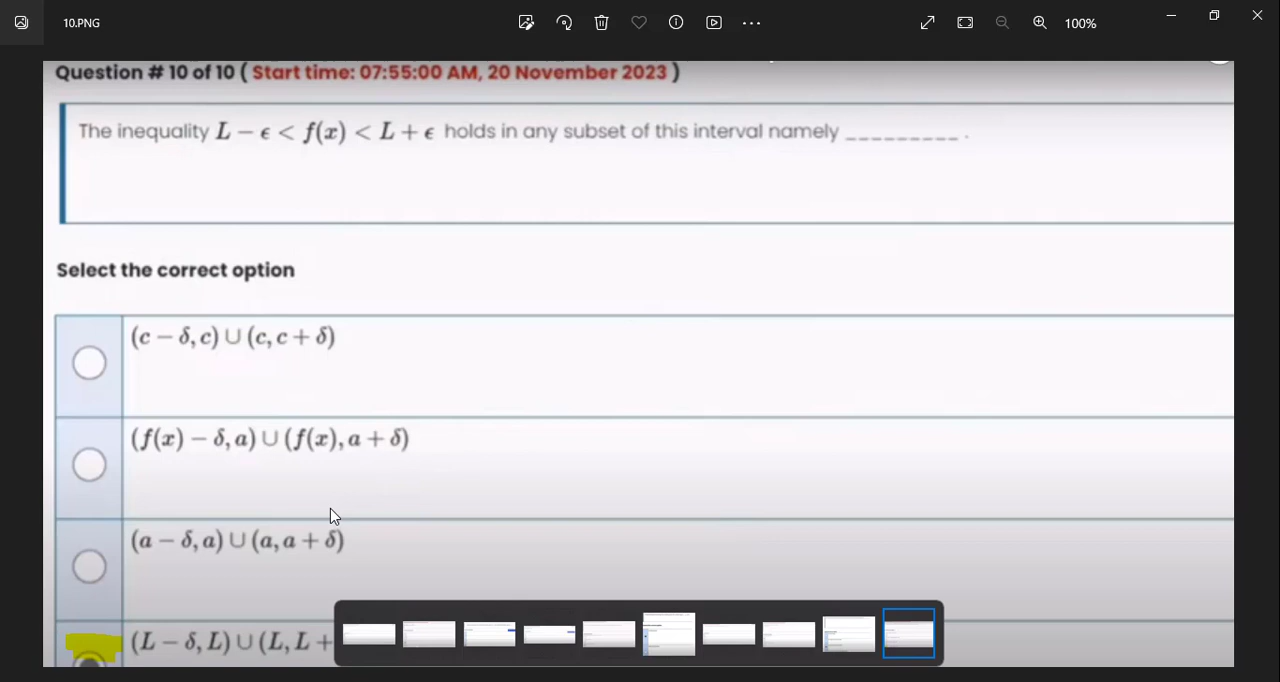 10.PNG
100%
Question # 10 of 10 ( Start time: 07:55:00 AM, 20 November 2023 )
The inequality L − ϵ < f(x) < L + ϵ holds in any subset of this interval namely _________ .
Select the correct option
(c − δ, c) ∪ (c, c + δ)
(f(x) − δ, a) ∪ (f(x), a + δ)
(a − δ, a) ∪ (a, a + δ)
(L − δ, L) ∪ (L, L +